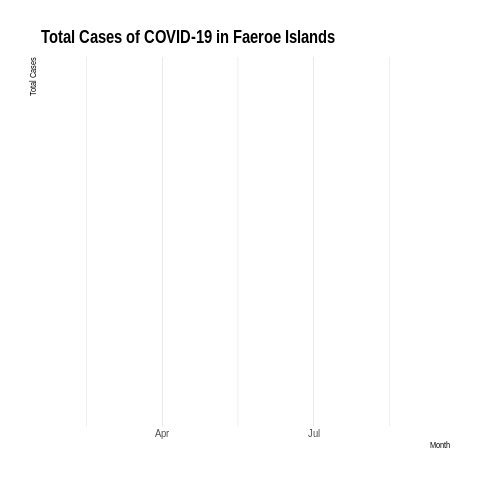 Total Cases of COVID-19 in Faeroe Islands
Total Cases
Apr
Jul
Month